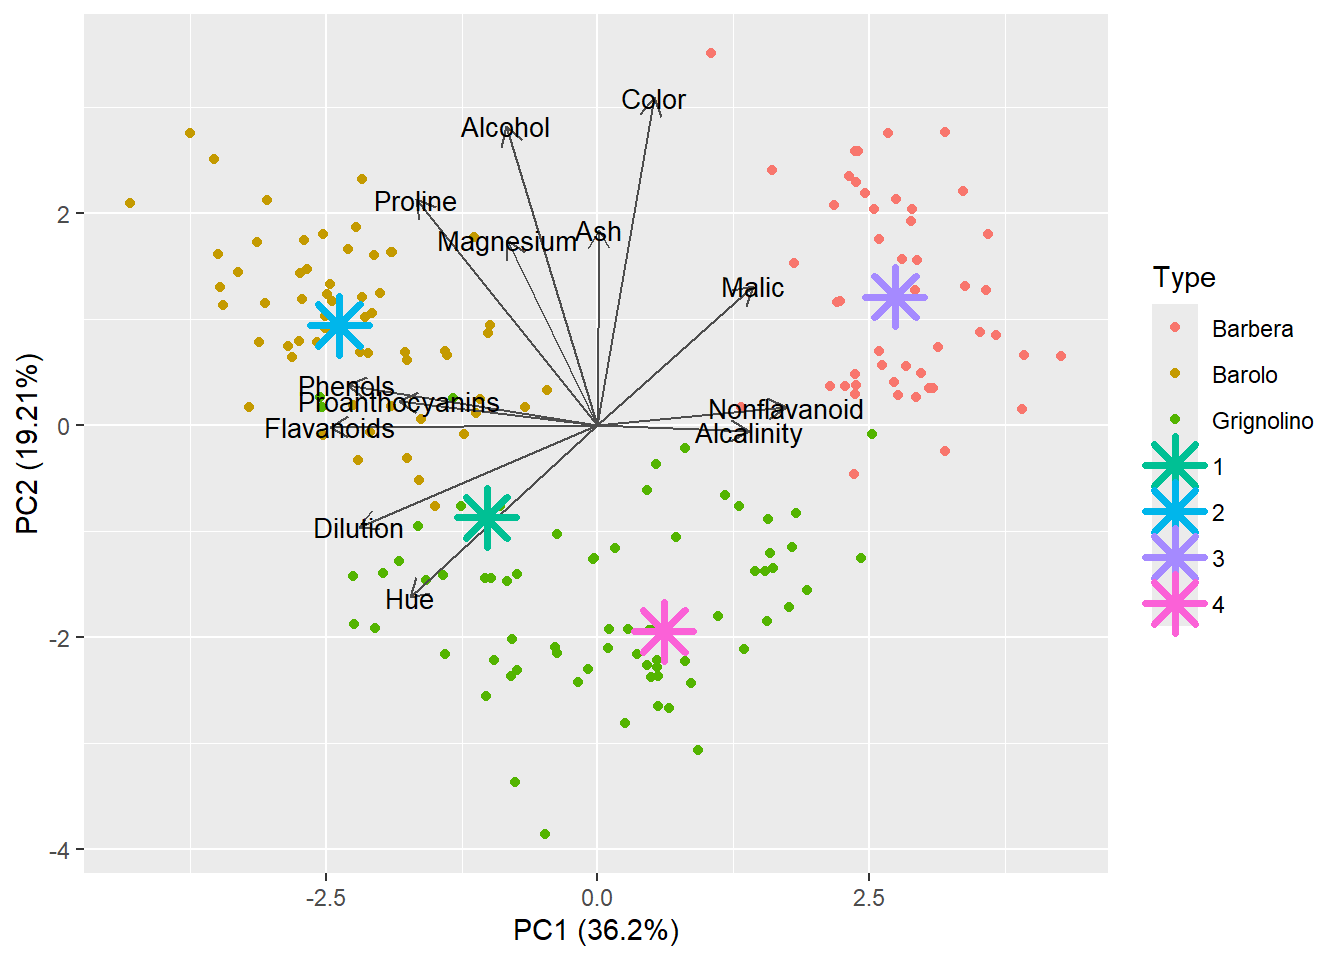 Color
Alcohol
Proline
Magnesium
Ash
Malic
Phenols
Proanthocyanins
Flavanoids
Nonflavanoid
Alcalinity
Dilution
Hue
2
0
-2
-4
-2.5
0.0
2.5
PC1 (36.2%)
PC2 (19.21%)
Type
Barbera
Barolo
Grignolino
1
2
3
4